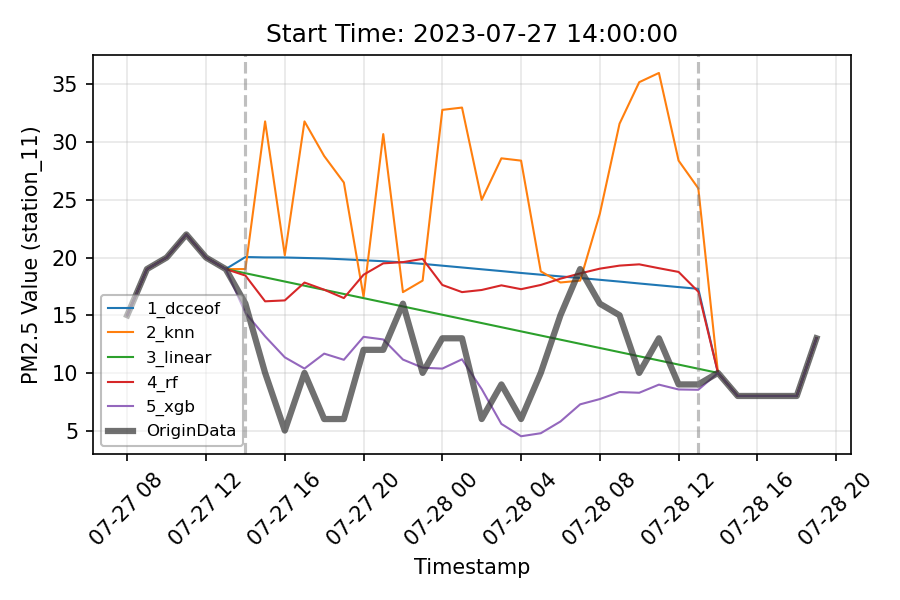 Start Time: 2023-07-27 14:00:00
PM2.5 Value (station_11)
35
30
25
20
15
10
5
1_dcceof
2_knn
3_linear
4_rf
5_xgb
OriginData
07-27 08
07-27 12
07-27 16
07-27 20
07-28 00
07-28 04
07-28 08
07-28 12
07-28 16
07-28 20
Timestamp